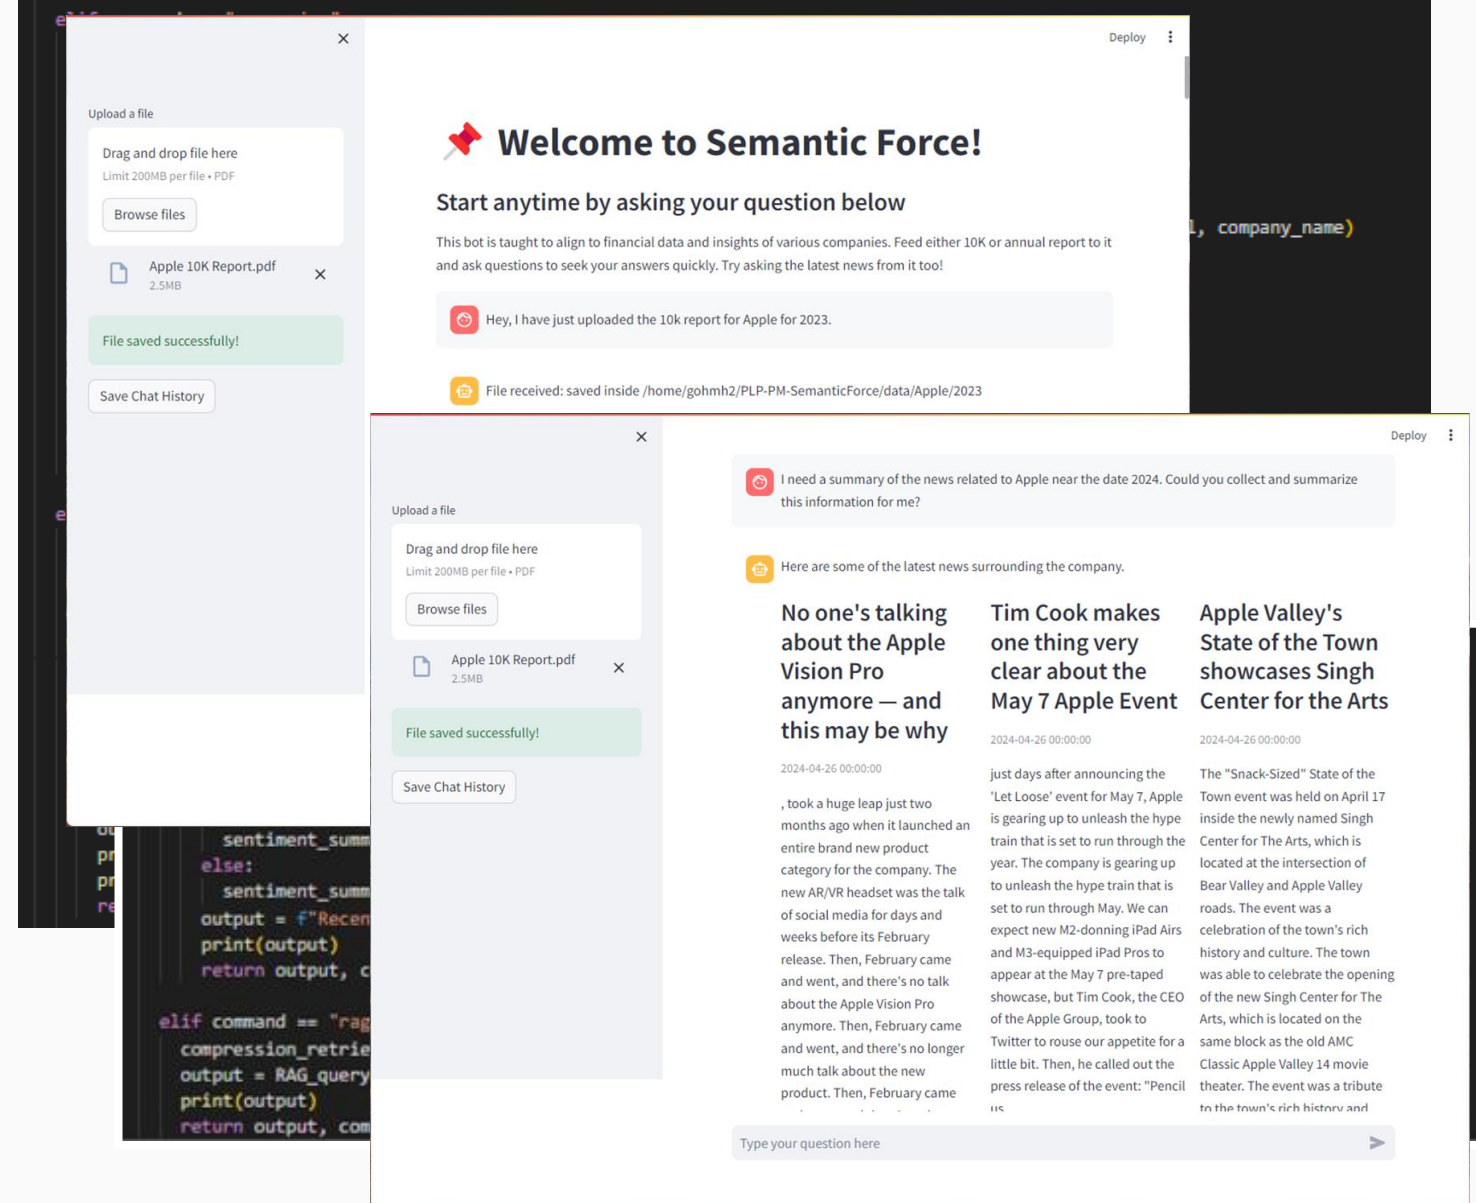 Deploy
Upload a file
Drag and drop file here
Limit 200MB per file • PDF
Browse files
Apple 10K Report.pdf
2.5MB
File saved successfully!
Save Chat History
Welcome to Semantic Force!
Start anytime by asking your question below
This bot is taught to align to financial data and insights of various companies. Feed either 10K or annual report to it
and ask questions to seek your answers quickly. Try asking the latest news from it too!
Hey, I have just uploaded the 10k report for Apple for 2023.
File received: saved inside /home/gohmh2/PLP-PM-SemanticForce/data/Apple/2023
, company_name)
Deploy
Upload a file
Drag and drop file here
Limit 200MB per file • PDF
Browse files
Apple 10K Report.pdf
2.5MB
File saved successfully!
Save Chat History
I need a summary of the news related to Apple near the date 2024. Could you collect and summarize
this information for me?
Here are some of the latest news surrounding the company.
No one's talking
about the Apple
Vision Pro
anymore — and
this may be why
2024-04-26 00:00:00
, took a huge leap just two
months ago when it launched an
entire brand new product
category for the company. The
new AR/VR headset was the talk
of social media for days and
weeks before its February
release. Then, February came
and went, and there's no talk
about the Apple Vision Pro
anymore. Then, February came
and went, and there's no longer
much talk about the new
product. Then, February came
Tim Cook makes
one thing very
clear about the
May 7 Apple Event
2024-04-26 00:00:00
just days after announcing the
'Let Loose' event for May 7, Apple
is gearing up to unleash the hype
train that is set to run through the
year. The company is gearing up
to unleash the hype train that is
set to run through May. We can
expect new M2-donning iPad Airs
and M3-equipped iPad Pros to
appear at the May 7 pre-taped
showcase, but Tim Cook, the CEO
of the Apple Group, took to
Twitter to rouse our appetite for a
little bit. Then, he called out the
press release of the event: "Pencil
us
Apple Valley's
State of the Town
showcases Singh
Center for the Arts
2024-04-26 00:00:00
The "Snack-Sized" State of the
Town event was held on April 17
inside the newly named Singh
Center for The Arts, which is
located at the intersection of
Bear Valley and Apple Valley
roads. The event was a
celebration of the town's rich
history and culture. The town
was able to celebrate the opening
of the new Singh Center for The
Arts, which is located on the
same block as the old AMC
Classic Apple Valley 14 movie
theater. The event was a tribute
to the town's rich history and
Type your question here
sentiment_summ
else:
sentiment_summ
output = f"Recen
print(output)
return output, c
elif command == "rag
compression_retrie
output = RAG_query
print(output)
return output, com